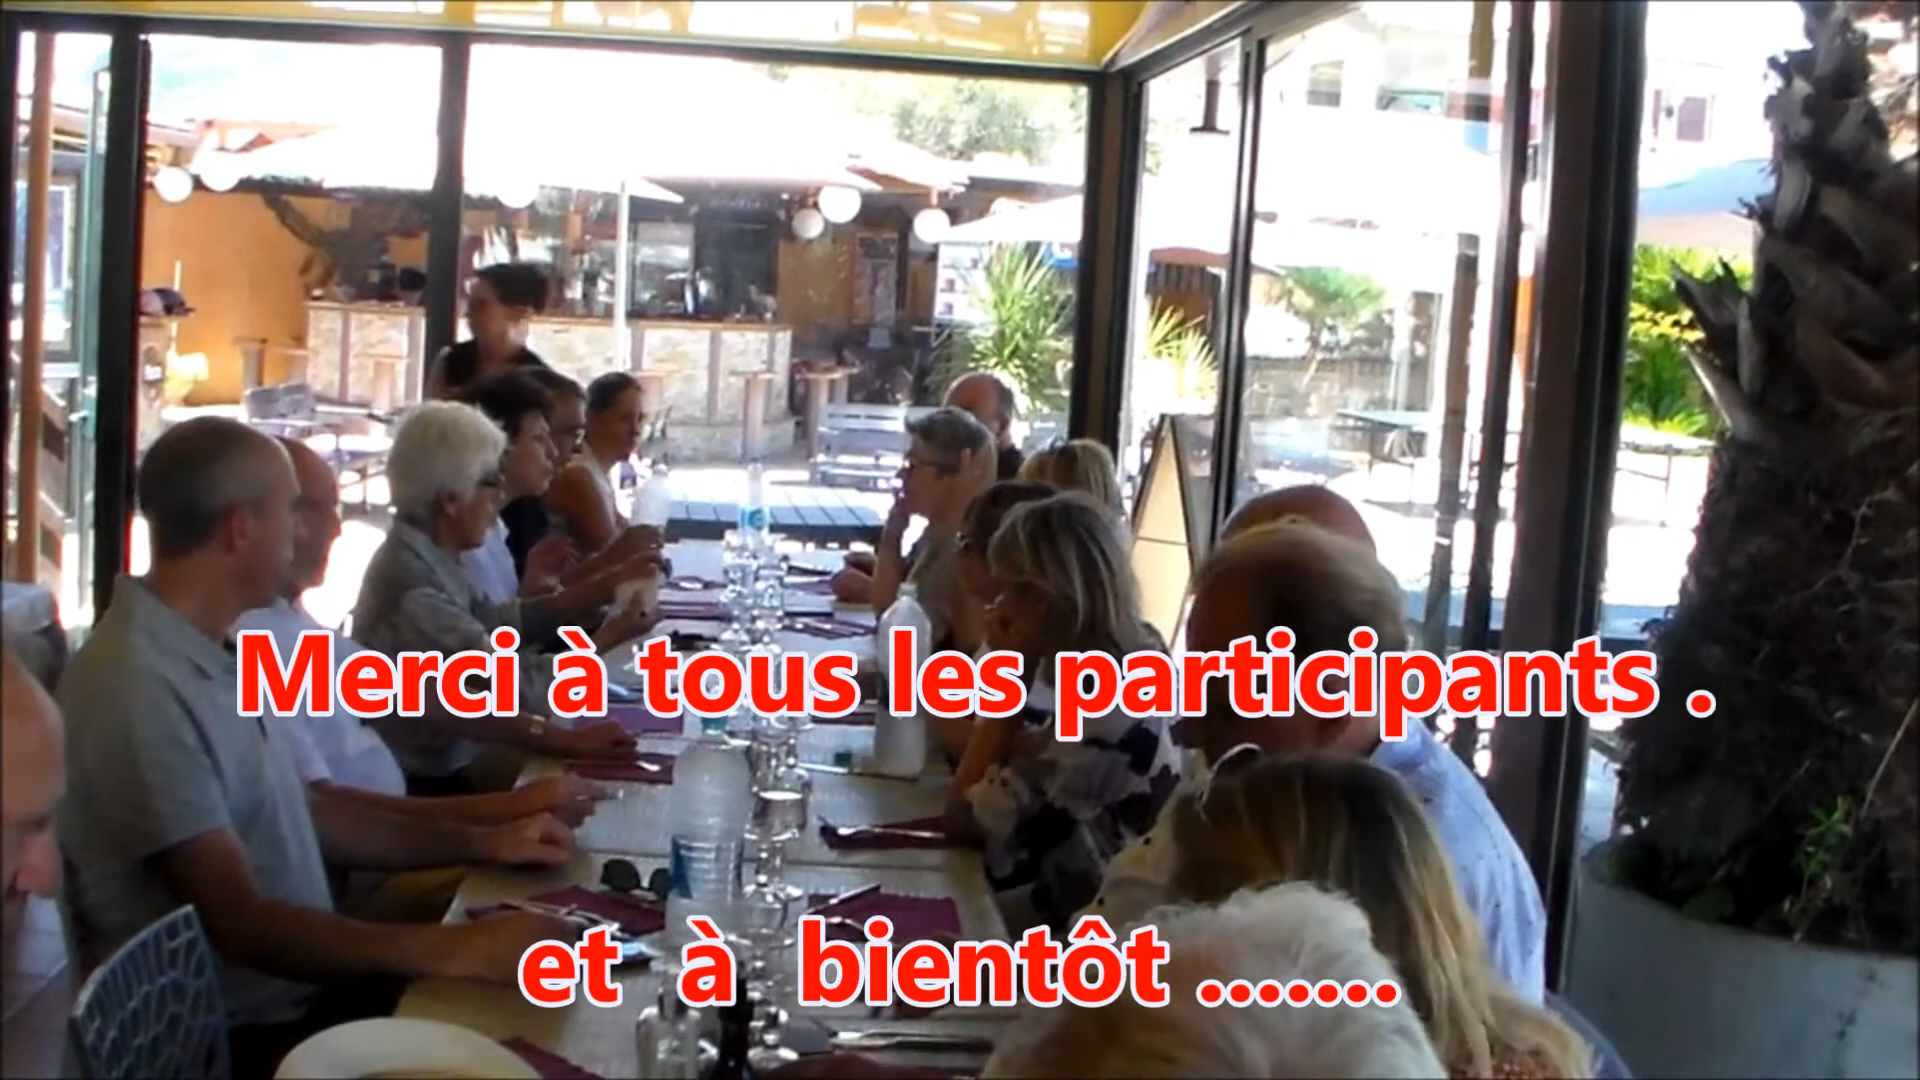 Merci à tous les participants .
et à bientôt .......